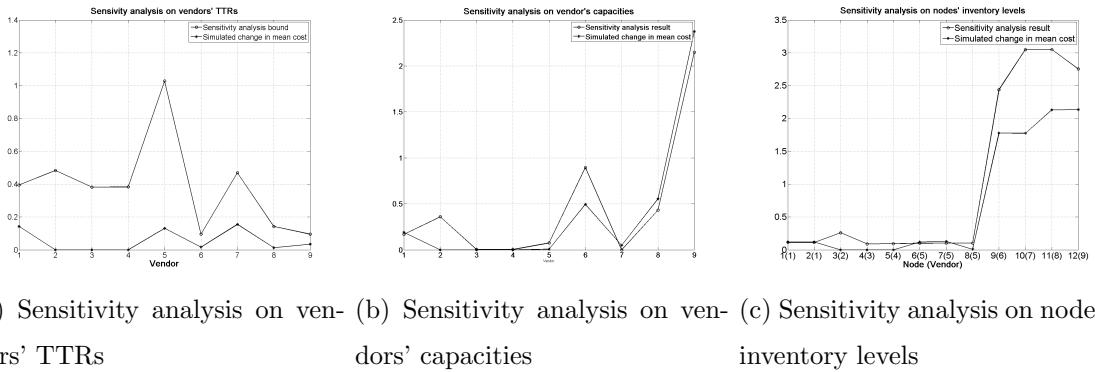 Sensivity analysis on vendors' TTRs
Sensitivity analysis bound
Simulated change in mean cost
1.4
1.2
1
0.8
0.6
0.4
0.2
0
1 2 3 4 5 6 7 8 9
Vendor
Sensitivity analysis on vendor's capacities
Sensitivity analysis result
Simulated change in mean cost
2.5
2
1.5
1
0.5
0
1 2 3 4 5 6 7 8 9
Vendor
Sensitivity analysis on nodes' inventory levels
Sensitivity analysis result
Simulated change in mean cost
3.5
3
2.5
2
1.5
1
0.5
0
1(1) 2(1) 3(2) 4(3) 5(4) 6(5) 7(5) 8(5) 9(6) 10(7) 11(8) 12(9)
Node (Vendor)
) Sensitivity analysis on ven-
rs' TTRs
(b) Sensitivity analysis on ven-
dors' capacities
(c) Sensitivity analysis on node
inventory levels